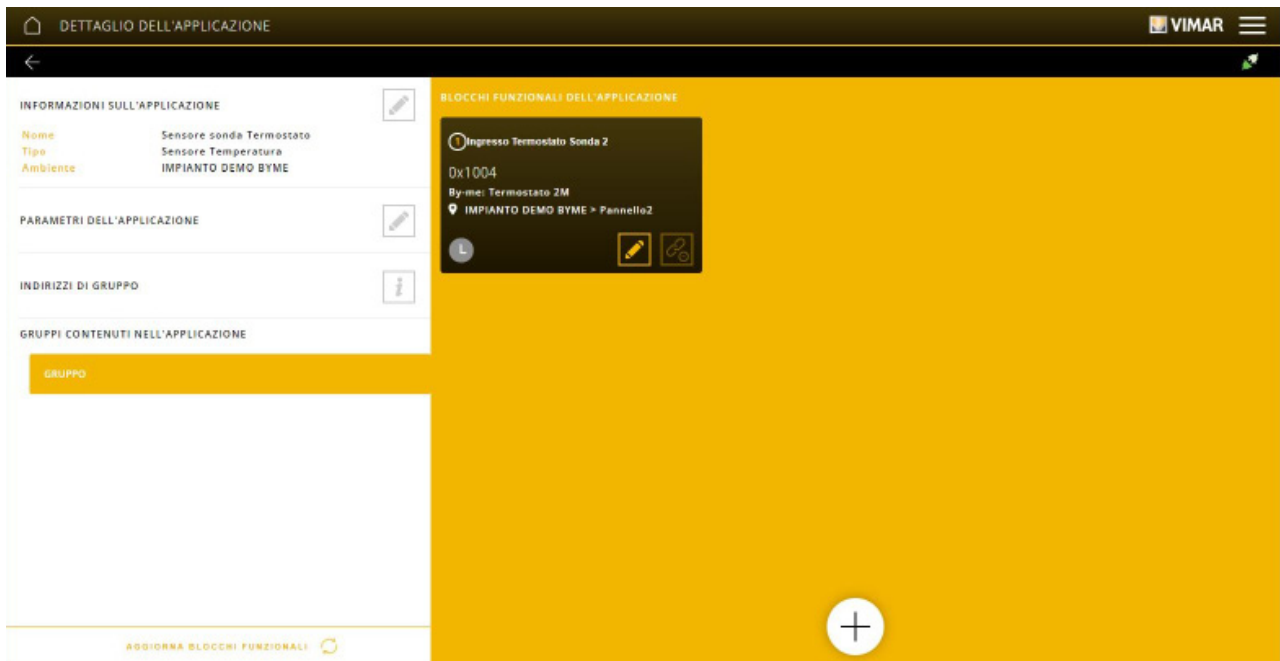 DETTAGLIO DELL'APPLICAZIONE
VIMAR
INFORMAZIONI SULL'APPLICAZIONE
Nome Sensore sonda Termostato
Tipo Sensore Temperatura
Ambiente IMPIANTO DEMO BYME
PARAMETRI DELL'APPLICAZIONE
INDIRIZZI DI GRUPPO
i
GRUPPI CONTENUTI NELL'APPLICAZIONE
GRUPPO
AGGIORNA BLOCCHI FUNZIONALI
BLOCCHI FUNZIONALI DELL'APPLICAZIONE
1 Ingresso Termostato Sonda 2
0x1004
By-me: Termostato 2M
IMPIANTO DEMO BYME > Pannello2
L